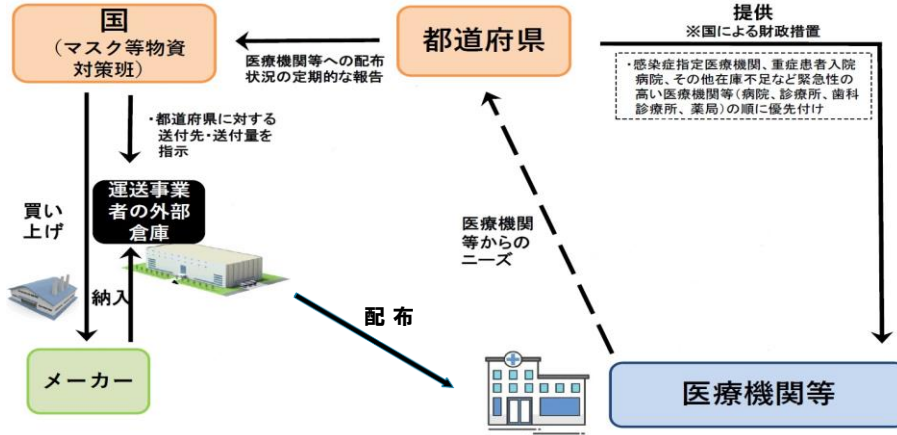 国
（マスク等物資
対策班）
医療機関等への配布
状況の定期的な報告
都道府県
提供
※国による財政措置
・感染症指定医療機関、重症患者入院
病院、その他在庫不足など緊急性の
高い医療機関等（病院、診療所、歯科
診療所、薬局）の順に優先付け
・都道府県に対する
送付先・送付量を
指示
運送事業
者の外部
倉庫
買い
上げ
納入
医療機関
等からの
ニーズ
配布
メーカー
医療機関等